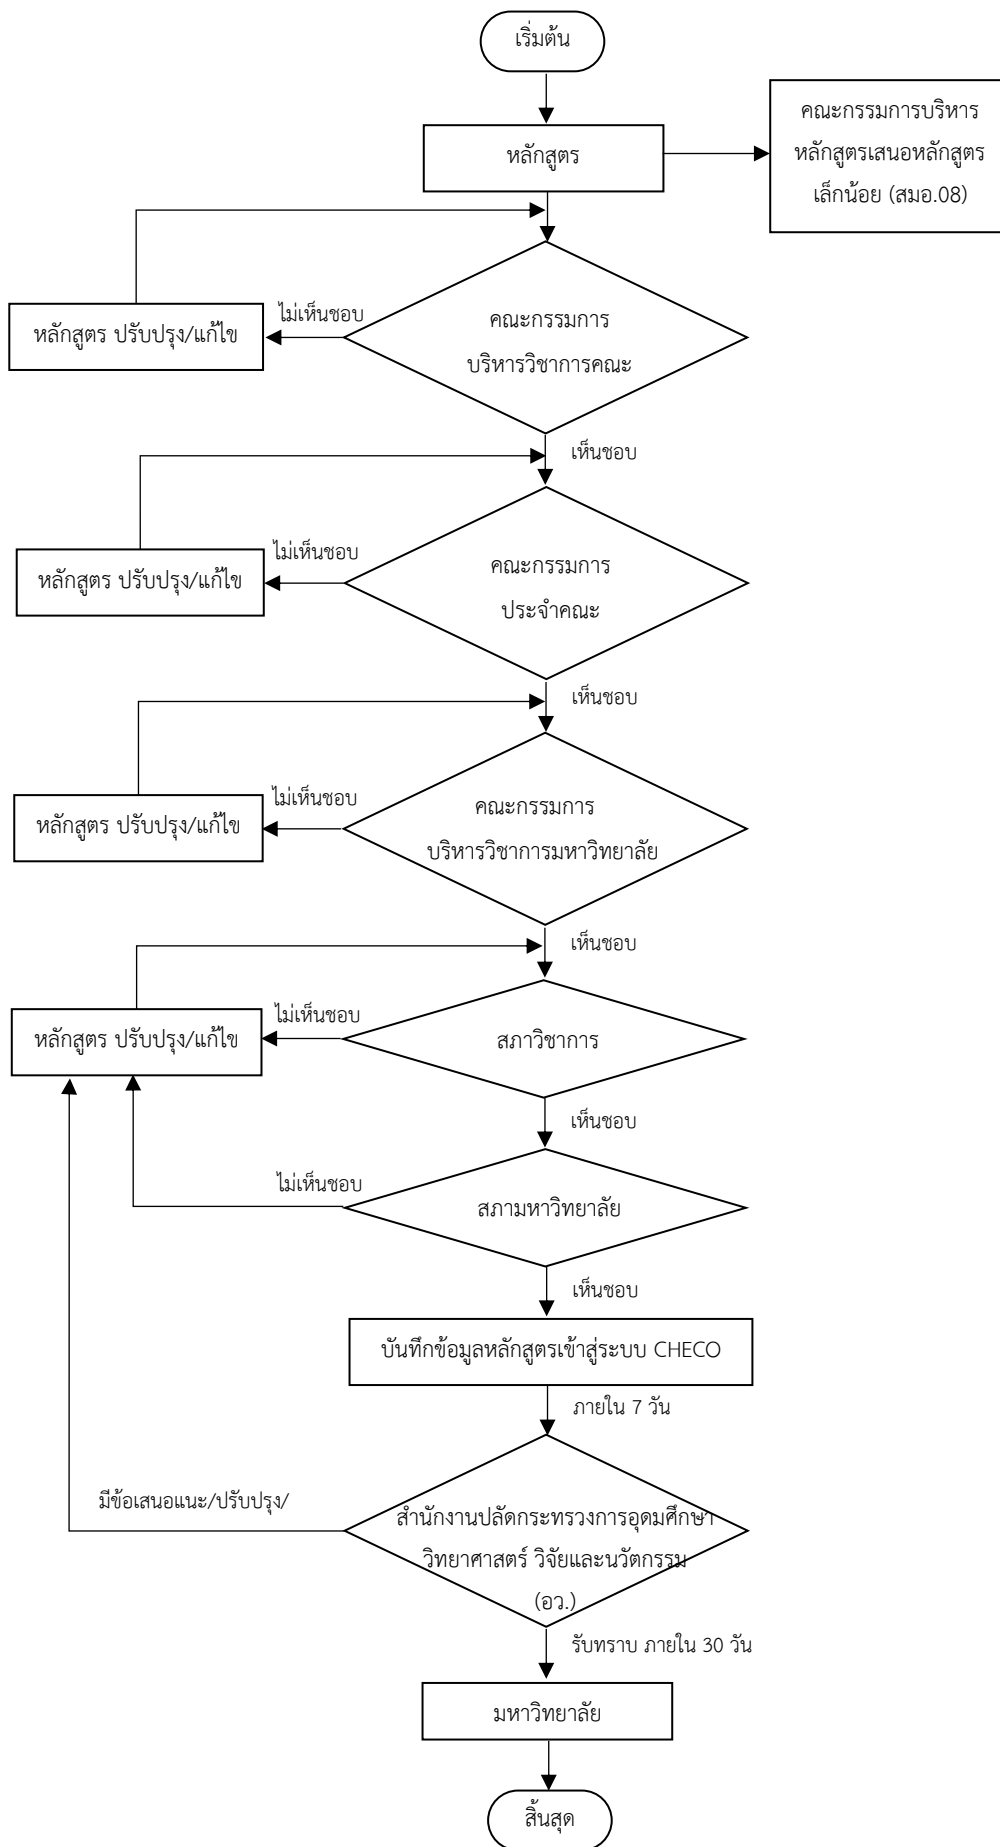 เริ่มต้น
หลักสูตร
คณะกรรมการบริหาร
หลักสูตรเสนอหลักสูตร
เล็กน้อย (สมอ.08)
ไม่เห็นชอบ
หลักสูตร ปรับปรุง/แก้ไข
คณะกรรมการ
บริหารวิชาการคณะ
เห็นชอบ
ไม่เห็นชอบ
หลักสูตร ปรับปรุง/แก้ไข
คณะกรรมการ
ประจำคณะ
เห็นชอบ
ไม่เห็นชอบ
หลักสูตร ปรับปรุง/แก้ไข
คณะกรรมการ
บริหารวิชาการมหาวิทยาลัย
เห็นชอบ
ไม่เห็นชอบ
หลักสูตร ปรับปรุง/แก้ไข
สภาวิชาการ
เห็นชอบ
ไม่เห็นชอบ
สภามหาวิทยาลัย
เห็นชอบ
บันทึกข้อมูลหลักสูตรเข้าสู่ระบบ CHECO
ภายใน 7 วัน
มีข้อเสนอแนะ/ปรับปรุง/
สำนักงานปลัดกระทรวงการอุดมศึกษา
วิทยาศาสตร์ วิจัยและนวัตกรรม
(อว.)
รับทราบ ภายใน 30 วัน
มหาวิทยาลัย
สิ้นสุด